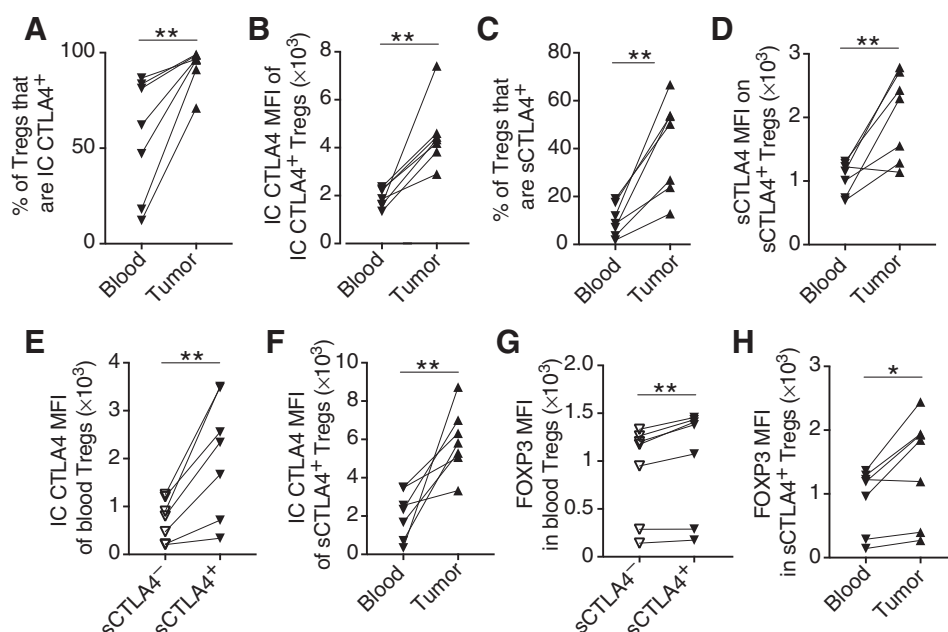 A
% of Tregs that
are IC CTLA4⁺
100
50
0
**
Blood
Tumor
B
IC CTLA4 MFI of
IC CTLA4⁺ Tregs (×10³)
8
6
4
2
0
**
Blood
Tumor
C
% of Tregs that
are sCTLA4⁺
80
60
40
20
0
**
Blood
Tumor
D
sCTLA4 MFI on
sCTLA4⁺ Tregs (×10³)
3
2
1
0
**
Blood
Tumor
E
IC CTLA4 MFI
of blood Tregs (×10³)
4
3
2
1
0
**
sCTLA4⁻
sCTLA4⁺
F
IC CTLA4 MFI
of sCTLA4⁺ Tregs (×10³)
10
8
6
4
2
0
**
Blood
Tumor
G
FOXP3 MFI
in blood Tregs (×10³)
2.0
1.5
1
0.5
0
**
sCTLA4⁻
sCTLA4⁺
H
FOXP3 MFI
in sCTLA4⁺ Tregs (×10³)
3
2
1
0
*
Blood
Tumor